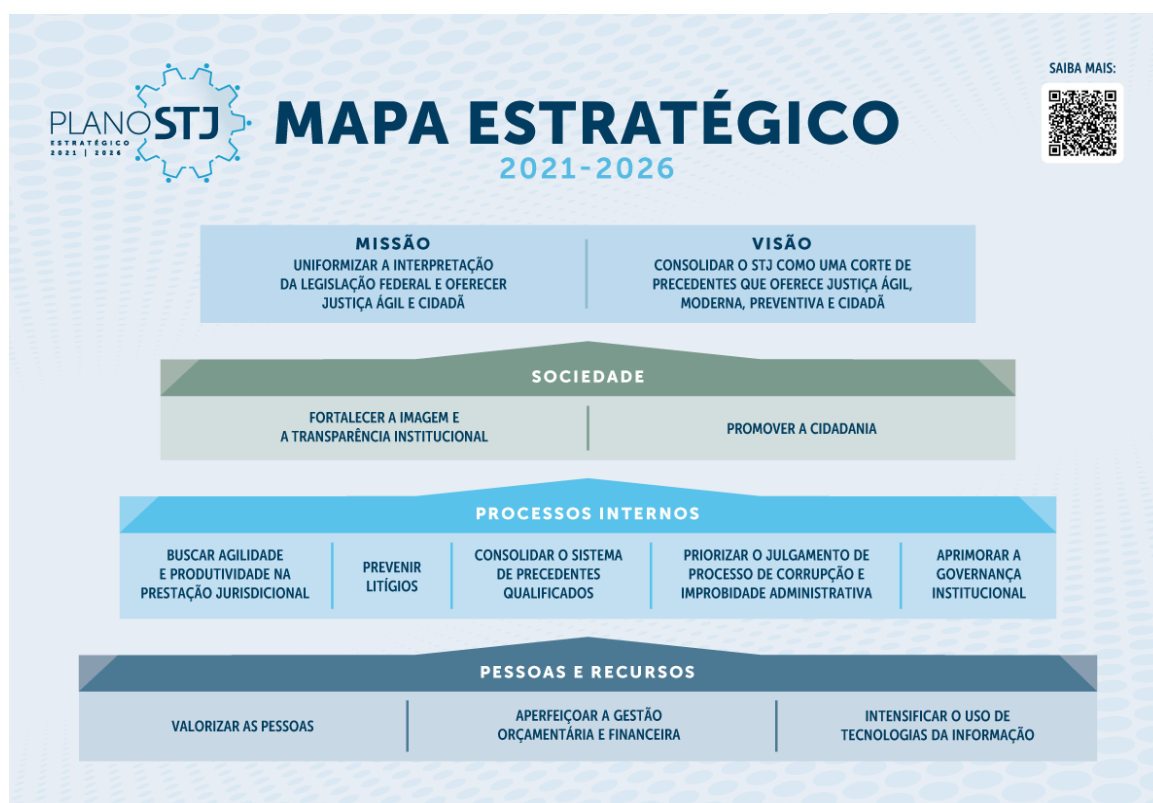 SAIBA MAIS:
PLANO STJ
ESTRATÉGICO
2021 | 2026
MAPA ESTRATÉGICO
2021-2026
MISSÃO
UNIFORMIZAR A INTERPRETAÇÃO
DA LEGISLAÇÃO FEDERAL E OFERECER
JUSTIÇA ÁGIL E CIDADÃ
VISÃO
CONSOLIDAR O STJ COMO UMA CORTE DE
PRECEDENTES QUE OFERECE JUSTIÇA ÁGIL,
MODERNA, PREVENTIVA E CIDADÃ
SOCIEDADE
FORTALECER A IMAGEM E
A TRANSPARÊNCIA INSTITUCIONAL
PROMOVER A CIDADANIA
PROCESSOS INTERNOS
BUSCAR AGILIDADE
E PRODUTIVIDADE NA
PRESTAÇÃO JURISDICIONAL
PREVENIR
LITÍGIOS
CONSOLIDAR O SISTEMA
DE PRECEDENTES
QUALIFICADOS
PRIORIZAR O JULGAMENTO DE
PROCESSO DE CORRUPÇÃO E
IMPROBIDADE ADMINISTRATIVA
APRIMORAR A
GOVERNANÇA
INSTITUCIONAL
PESSOAS E RECURSOS
VALORIZAR AS PESSOAS
APERFEIÇOAR A GESTÃO
ORÇAMENTÁRIA E FINANCEIRA
INTENSIFICAR O USO DE
TECNOLOGIAS DA INFORMAÇÃO